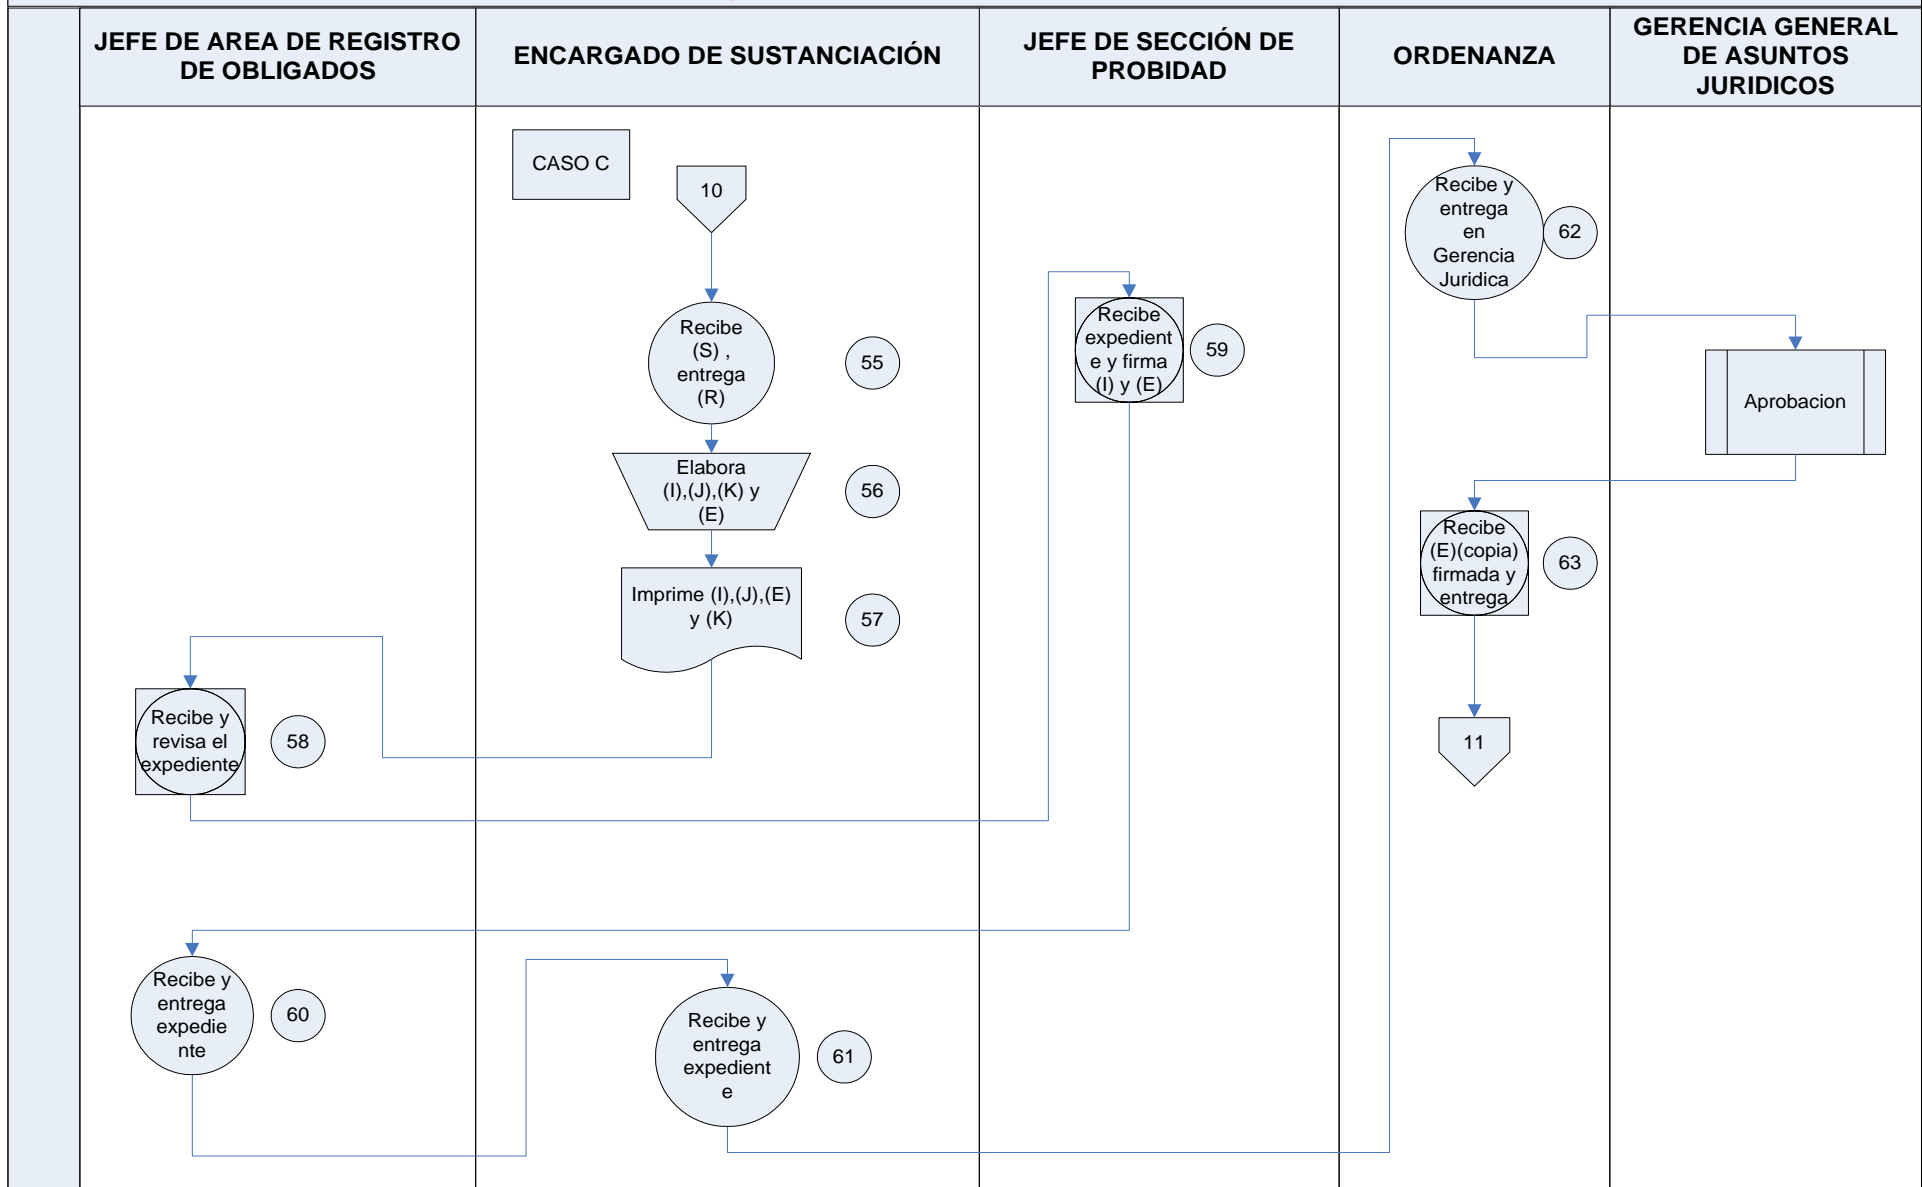 JEFE DE AREA DE REGISTRO
DE OBLIGADOS
ENCARGADO DE SUSTANCIACIÓN
JEFE DE SECCIÓN DE
PROBIDAD
ORDENANZA
GERENCIA GENERAL
DE ASUNTOS
JURIDICOS
CASO C
10
Recibe
(S) ,
entrega
(R)
55
Elabora
(I),(J),(K) y
(E)
56
Imprime (I),(J),(E)
y (K)
57
Recibe y
revisa el
expediente
58
Recibe
expedient
e y firma
(I) y (E)
59
Recibe y
entrega
expedie
nte
60
Recibe y
entrega
expedient
e
61
Recibe y
entrega
en
Gerencia
Juridica
62
Aprobacion
Recibe
(E)(copia)
firmada y
entrega
63
11